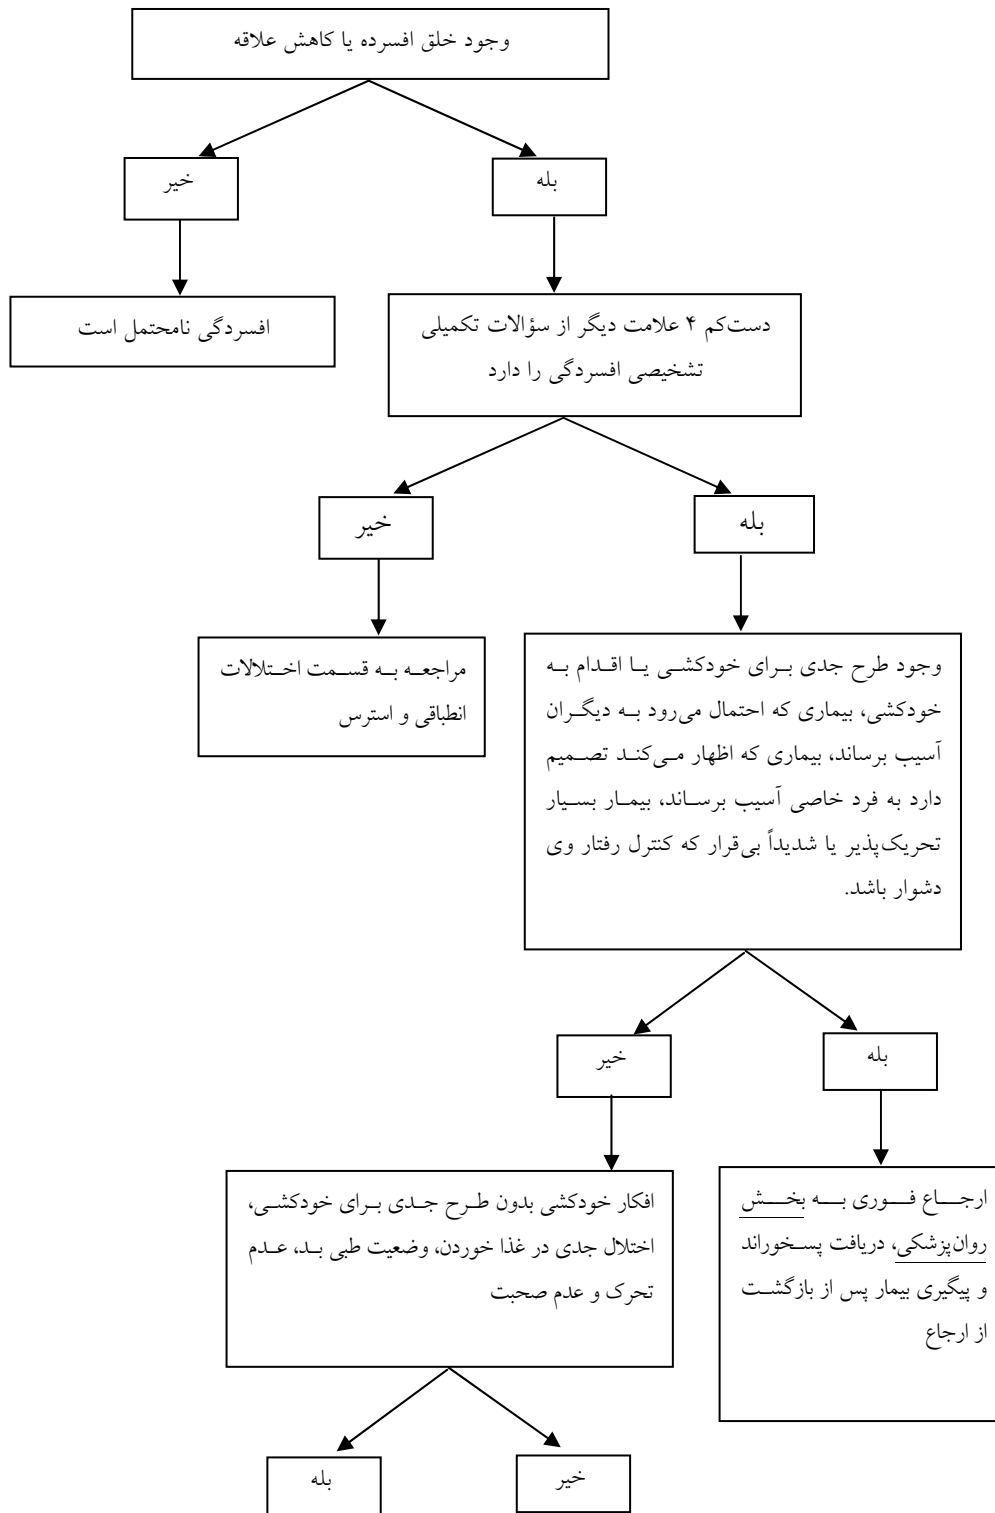 وجود خلق افسرده یا کاهش علاقه
بله
خیر
دست‌کم ۴ علامت دیگر از سؤالات تکمیلی
تشخیصی افسردگی را دارد
افسردگی نامحتمل است
بله
خیر
وجود طرح جدی برای خودکشی یا اقدام به
خودکشی، بیماری که احتمال می‌رود به دیگران
آسیب برساند، بیماری که اظهار می‌کند تصمیم
دارد به فرد خاصی آسیب برساند، بیمار بسیار
تحریک‌پذیر یا شدیداً بی‌قرار که کنترل رفتار وی
دشوار باشد.
مراجعه به قسمت اختلالات
انطباقی و استرس
بله
خیر
ارجاع فوری به بخش
روان‌پزشکی، دریافت پسخوراند
و پیگیری بیمار پس از بازگشت
از ارجاع
افکار خودکشی بدون طرح جدی برای خودکشی،
اختلال جدی در غذا خوردن، وضعیت طبی بد، عدم
تحرک و عدم صحبت
خیر
بله